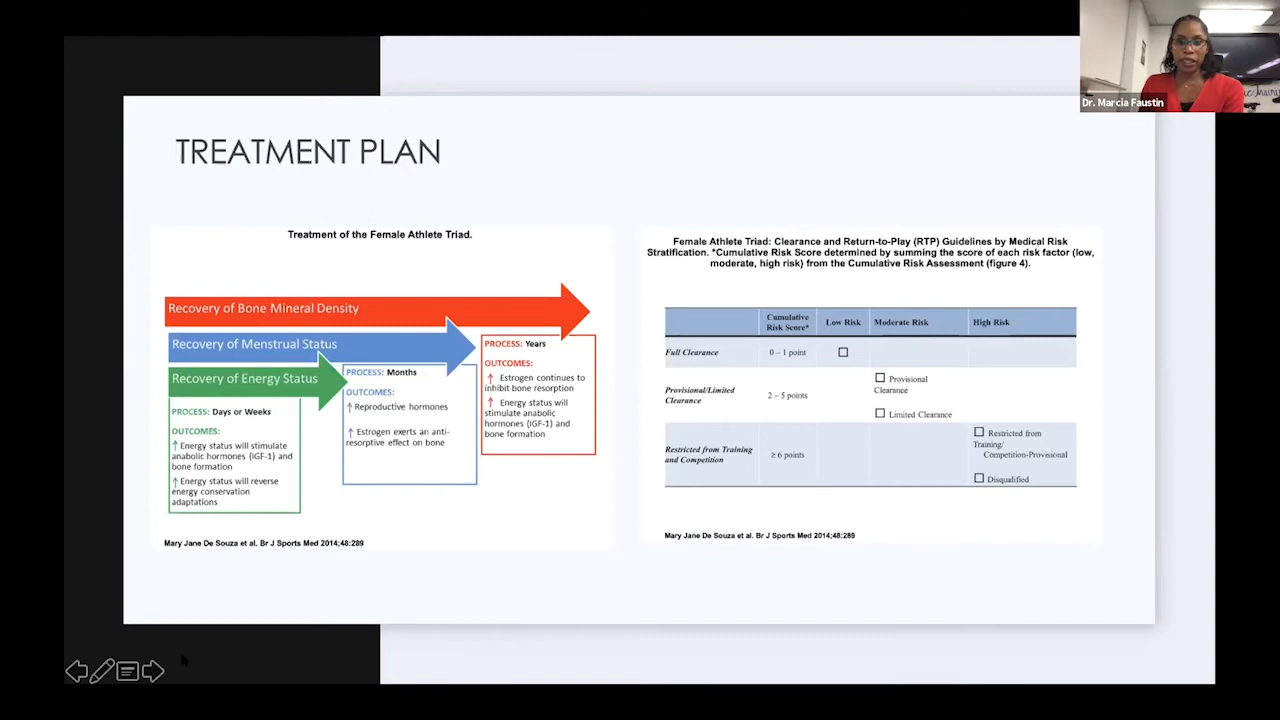 Dr. Marcia Faustin
TREATMENT PLAN
Treatment of the Female Athlete Triad.
Recovery of Bone Mineral Density
Recovery of Menstrual Status
Recovery of Energy Status
PROCESS: Days or Weeks
OUTCOMES:
↑ Energy status will stimulate
anabolic hormones (IGF-1) and
bone formation
↑ Energy status will reverse
energy conservation
adaptations
PROCESS: Months
OUTCOMES:
↑ Reproductive hormones
↑ Estrogen exerts an anti-
resorptive effect on bone
PROCESS: Years
OUTCOMES:
↑ Estrogen continues to
inhibit bone resorption
↑ Energy status will
stimulate anabolic
hormones (IGF-1) and
bone formation
Mary Jane De Souza et al. Br J Sports Med 2014;48:289
Female Athlete Triad: Clearance and Return-to-Play (RTP) Guidelines by Medical Risk
Stratification. *Cumulative Risk Score determined by summing the score of each risk factor (low,
moderate, high risk) from the Cumulative Risk Assessment (figure 4).
Cumulative
Risk Score*
Low Risk
Moderate Risk
High Risk
Full Clearance
0 – 1 point
☐
Provisional/Limited
Clearance
2 – 5 points
☐ Provisional
Clearance
☐ Limited Clearance
Restricted from Training
and Competition
≥ 6 points
☐ Restricted from
Training/
Competition-Provisional
☐ Disqualified
Mary Jane De Souza et al. Br J Sports Med 2014;48:289